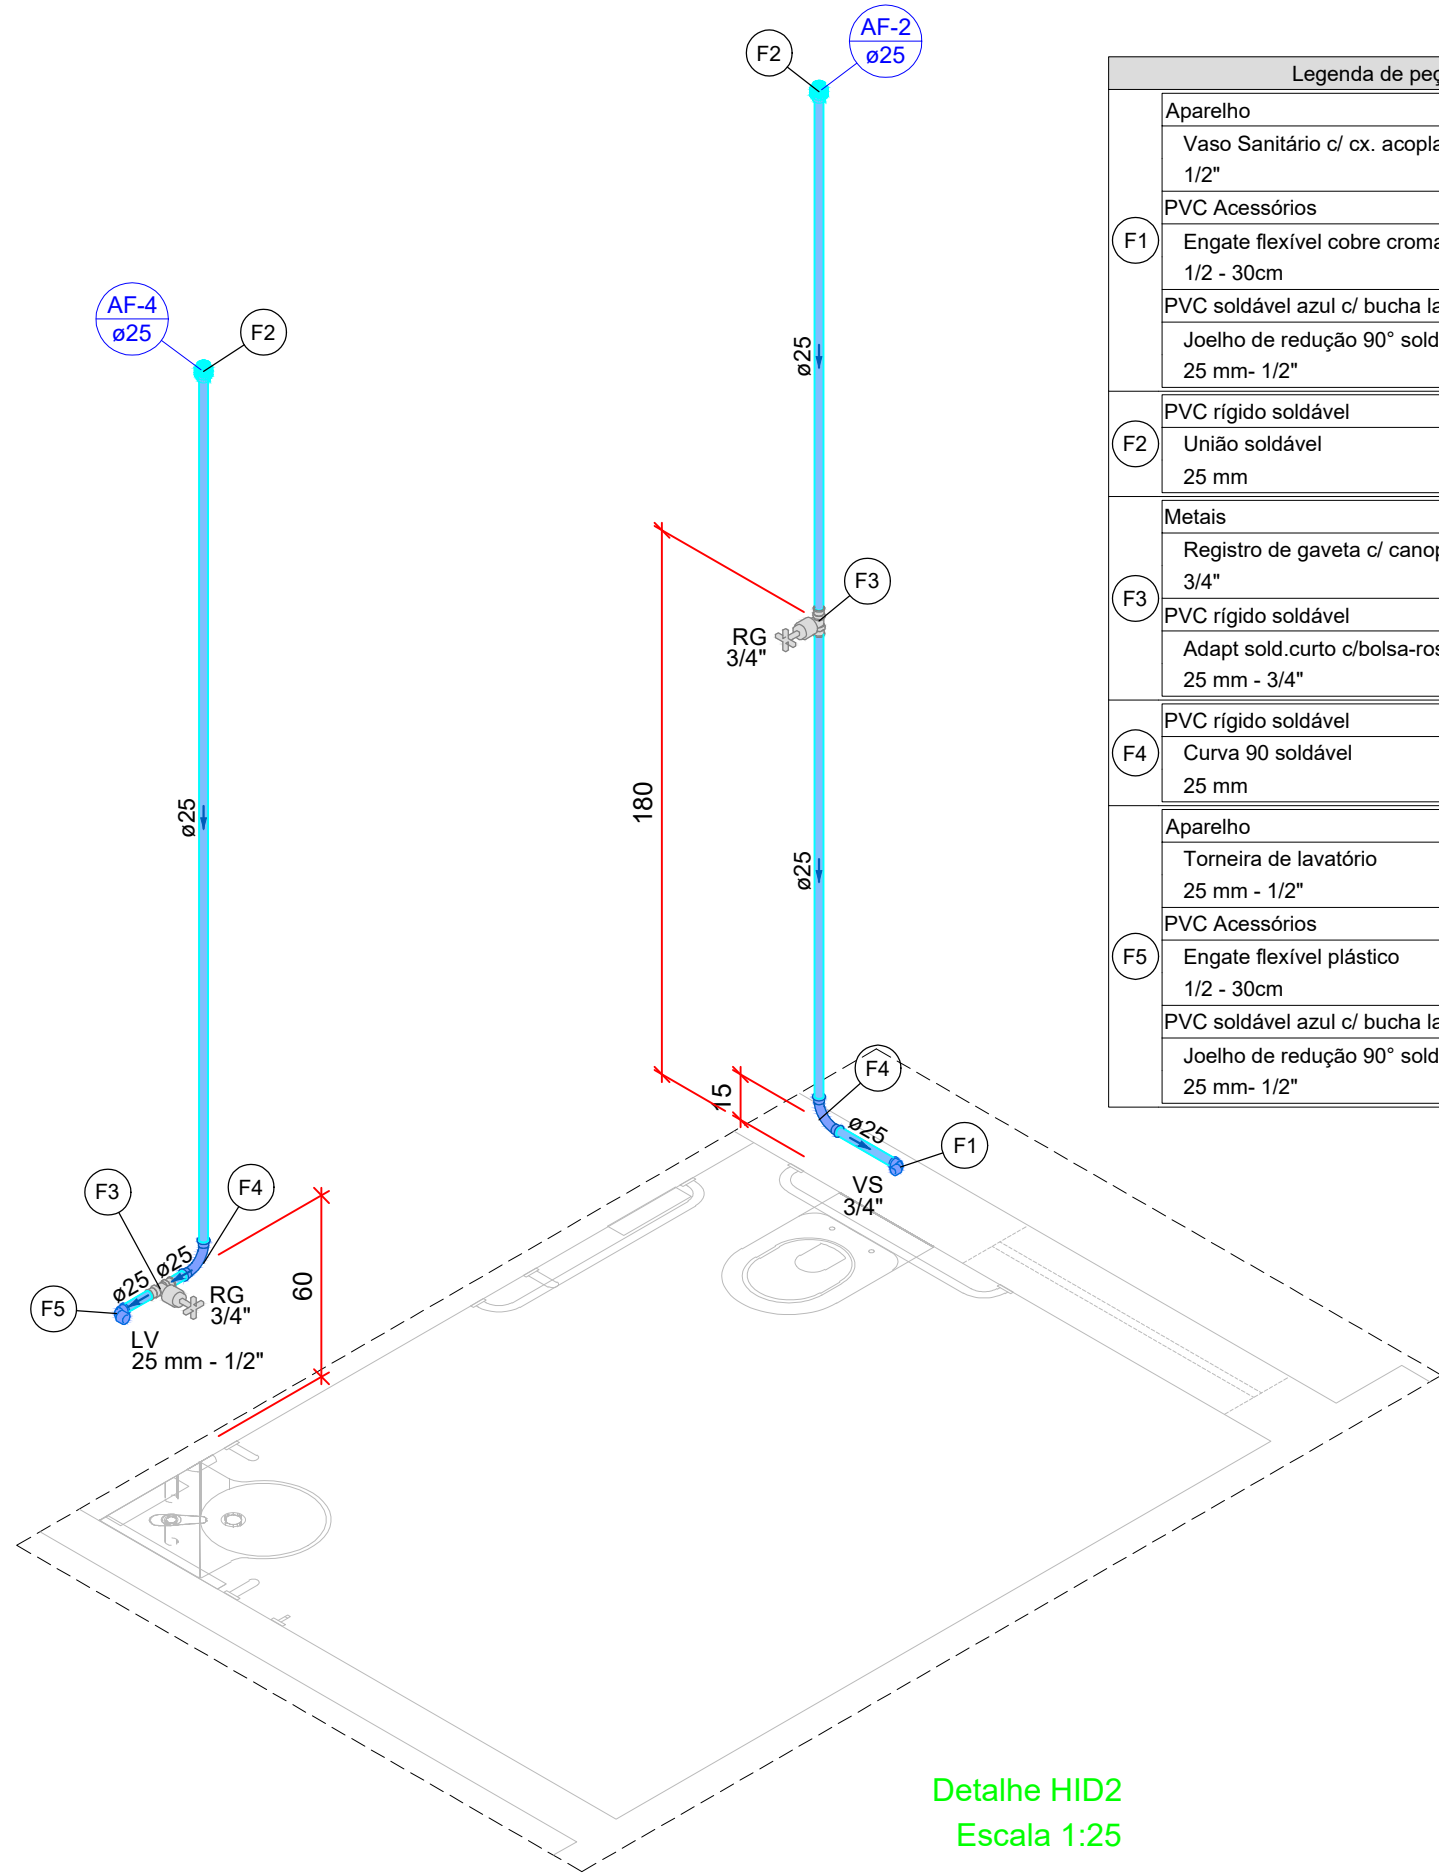 AF-2
ø25
F2
AF-4
ø25
F2
ø25
F3
RG
3/4"
180
ø25
ø25
15
F4
ø25
F1
VS
3/4"
F3
F4
ø25
ø25
RG
3/4"
60
F5
LV
25 mm - 1/2"
Legenda de peç
F1
Aparelho
Vaso Sanitário c/ cx. acopla
1/2"
PVC Acessórios
Engate flexível cobre croma
1/2 - 30cm
PVC soldável azul c/ bucha la
Joelho de redução 90° sold
25 mm- 1/2"
F2
PVC rígido soldável
União soldável
25 mm
F3
Metais
Registro de gaveta c/ canop
3/4"
PVC rígido soldável
Adapt sold.curto c/bolsa-ros
25 mm - 3/4"
F4
PVC rígido soldável
Curva 90 soldável
25 mm
F5
Aparelho
Torneira de lavatório
25 mm - 1/2"
PVC Acessórios
Engate flexível plástico
1/2 - 30cm
PVC soldável azul c/ bucha la
Joelho de redução 90° sold
25 mm- 1/2"
Detalhe HID2
Escala 1:25